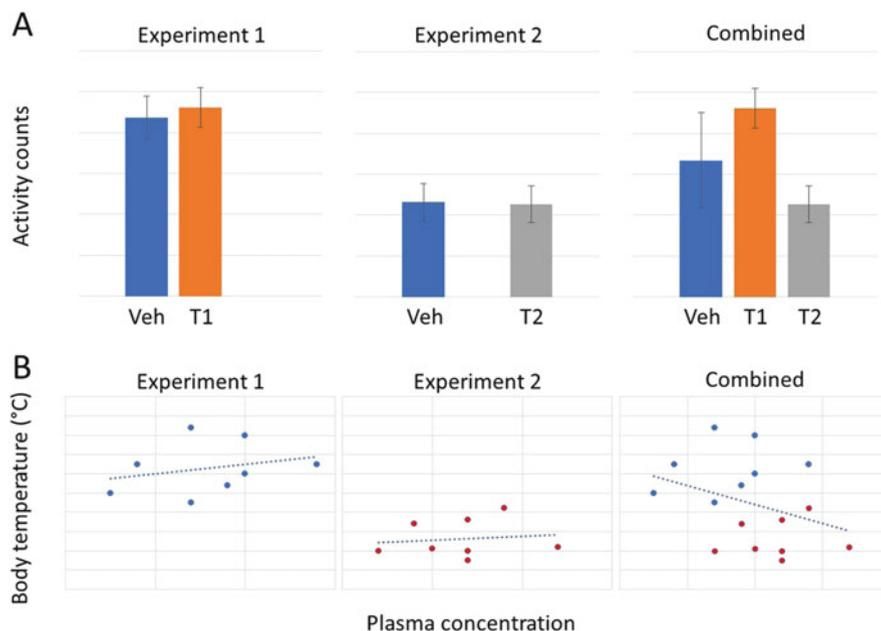 A
Experiment 1
Experiment 2
Combined
Activity counts
Veh T1
Veh T2
Veh T1 T2
B
Experiment 1
Experiment 2
Combined
Body temperature (°C)
Plasma concentration